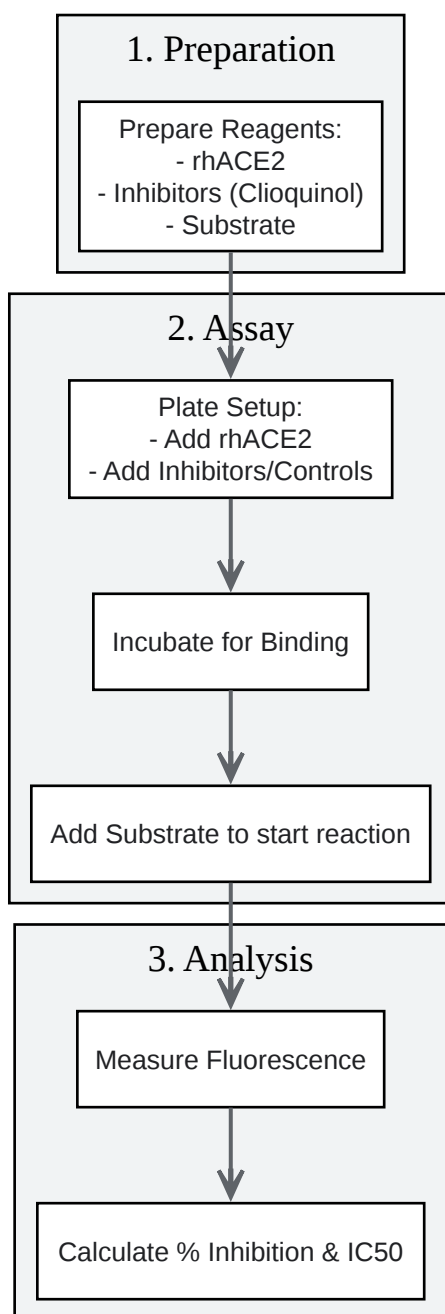 1. Preparation
Prepare Reagents:
- rhACE2
- Inhibitors (Clioquinol)
- Substrate
2. Assay
Plate Setup:
- Add rhACE2
- Add Inhibitors/Controls
Incubate for Binding
Add Substrate to start reaction
3. Analysis
Measure Fluorescence
Calculate % Inhibition & IC50